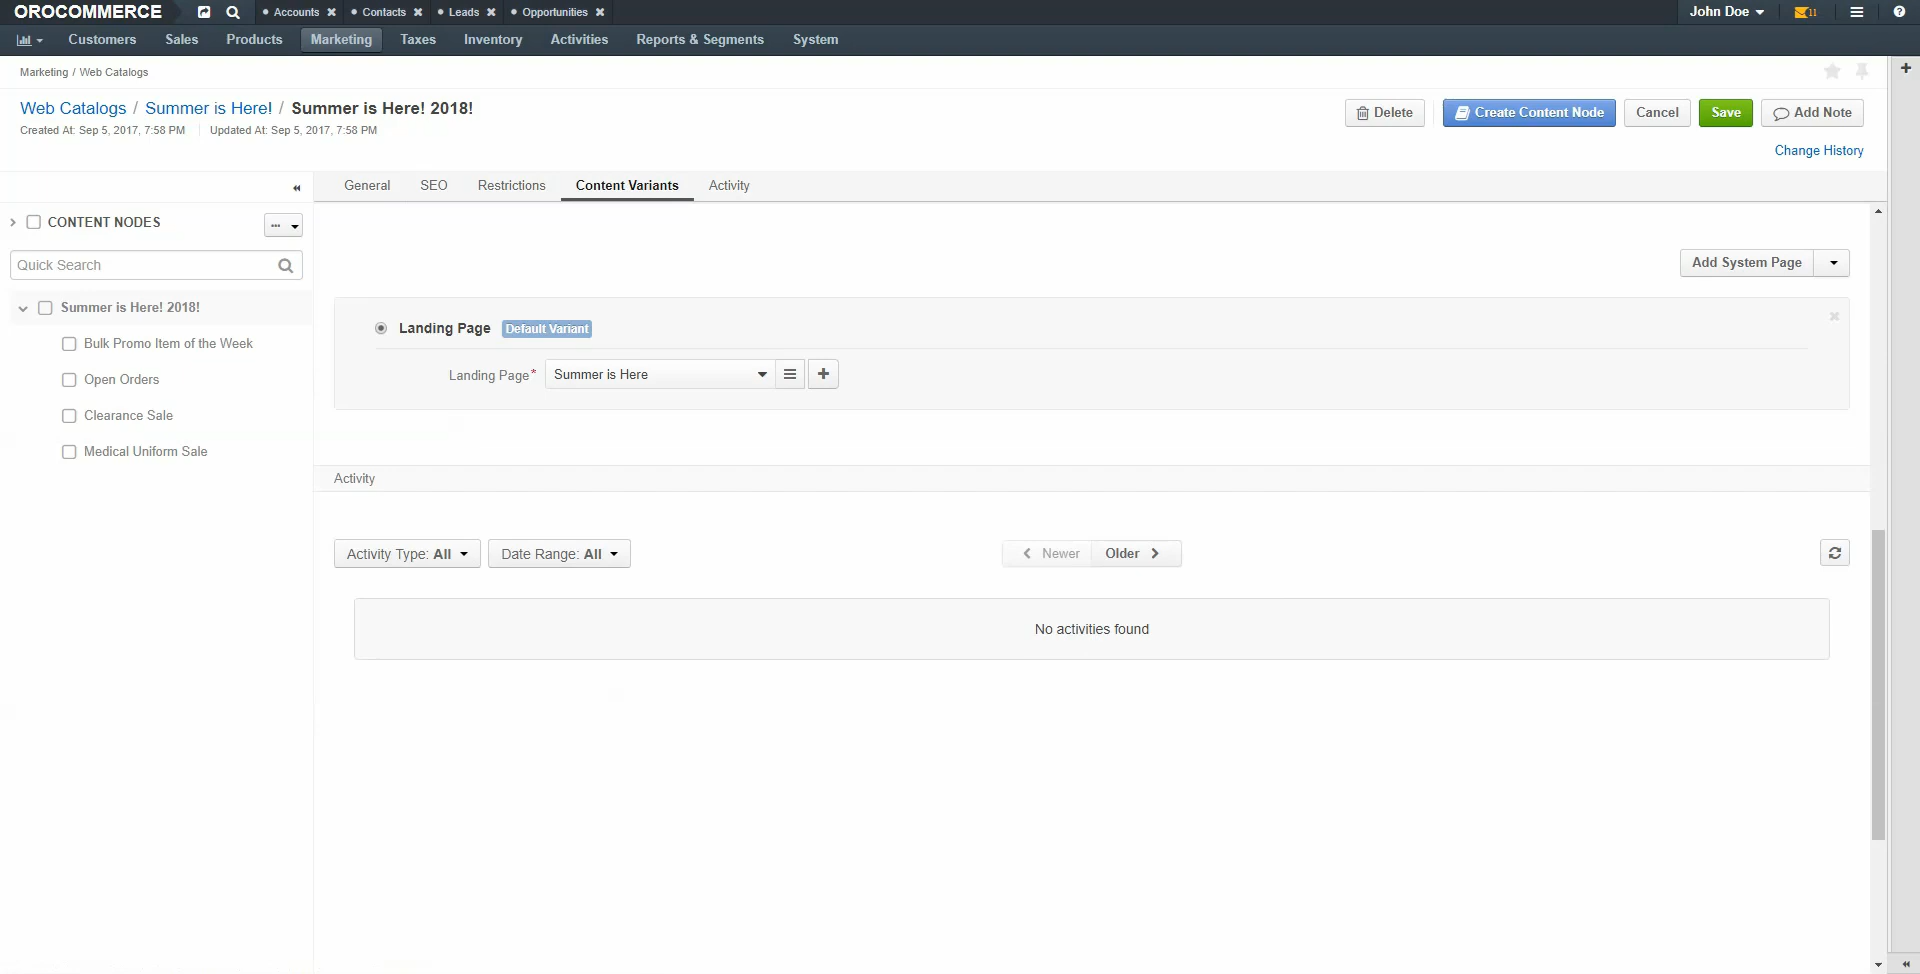 OROCOMMERCE Accounts Contacts Leads Opportunities John Doe 11
Customers Sales Products Marketing Taxes Inventory Activities Reports & Segments System
Marketing / Web Catalogs
Web Catalogs / Summer is Here! / Summer is Here! 2018!
Delete Create Content Node Cancel Save Add Note
Created At: Sep 5, 2017, 7:58 PM Updated At: Sep 5, 2017, 7:58 PM
Change History
General SEO Restrictions Content Variants Activity
CONTENT NODES
Quick Search
Add System Page
Summer is Here! 2018!
Bulk Promo Item of the Week
Open Orders
Clearance Sale
Medical Uniform Sale
Landing Page Default Variant
Landing Page* Summer is Here
Activity
Activity Type: All Date Range: All Newer Older
No activities found